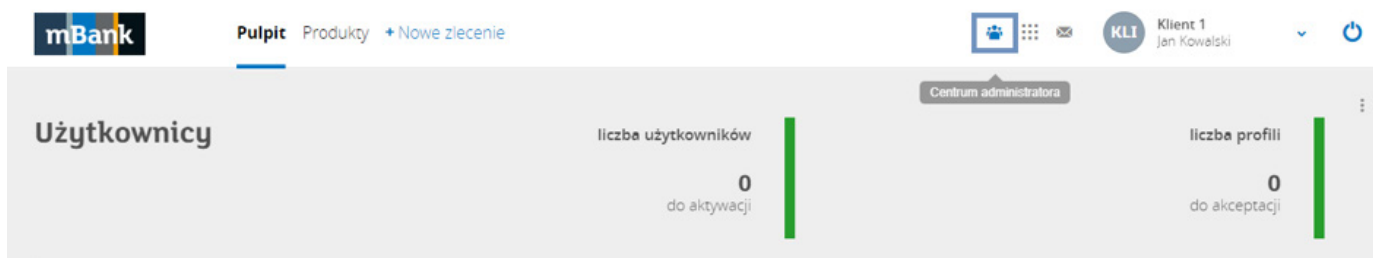 mBank
Pulpit Produkty + Nowe zlecenie
KLI
Klient 1
Jan Kowalski
Centrum administratora
Użytkownicy
liczba użytkowników
0
do aktywacji
liczba profili
0
do akceptacji